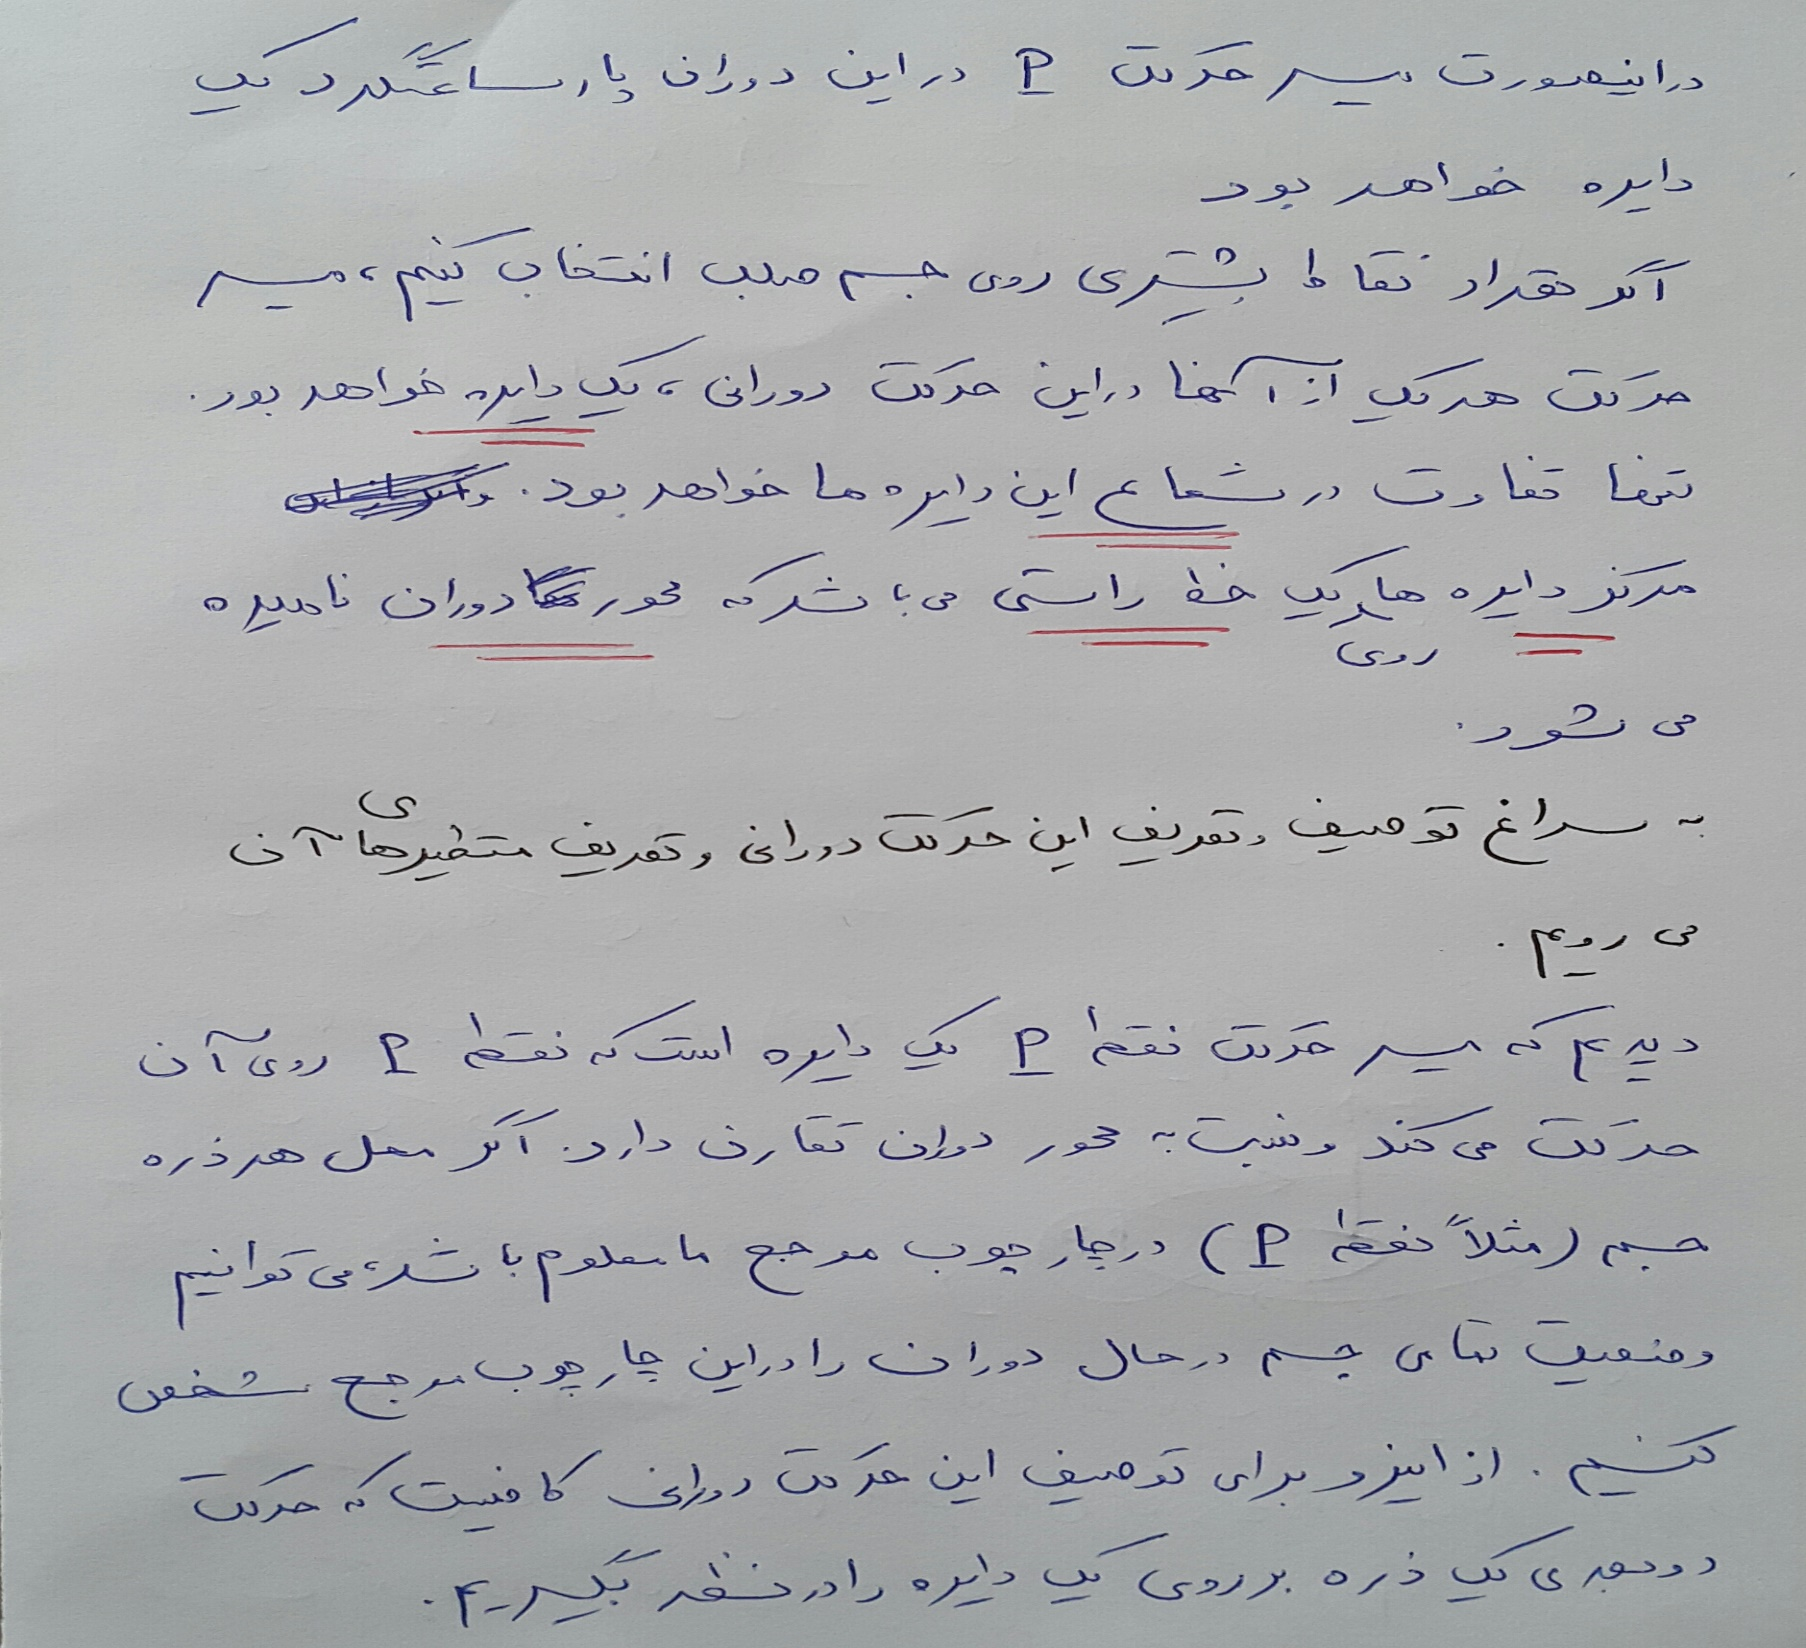 در اینصورت مسیر حرکت P در این دوران پادساعتگرد یک
دایره خواهد بود
اگر تعداد نقاط بیشتری روی جسم صلب انتخاب کنیم، مسیر
حرکت هر یک از آنها در این حرکت دورانی، یک دایره خواهد بود.
تنها تفاوت در شعاع این دایره ها خواهد بود.
مرکز دایره ها روی یک خط راستی می باشد که محور دوران نامیده
می شود.
به سراغ توصیف و تعریف این حرکت دورانی و تعریف متغیرهای آن
می رویم.
دیدیم که مسیر حرکت نقطه P یک دایره است که نقطه P روی آن
حرکت می کند و نسبت به محور دوران تقارن دارد. اگر محل هر ذره
جسم (مثلاً نقطه P) در چارچوب مرجع ما معلوم باشد، می توانیم
وضعیت تمامی جسم در حال دوران را در این چارچوب مرجع مشخص
کنیم. از اینرو برای توصیف این حرکت دورانی کافیست که حرکت
دو بعدی یک ذره بر روی یک دایره را در نظر بگیریم.